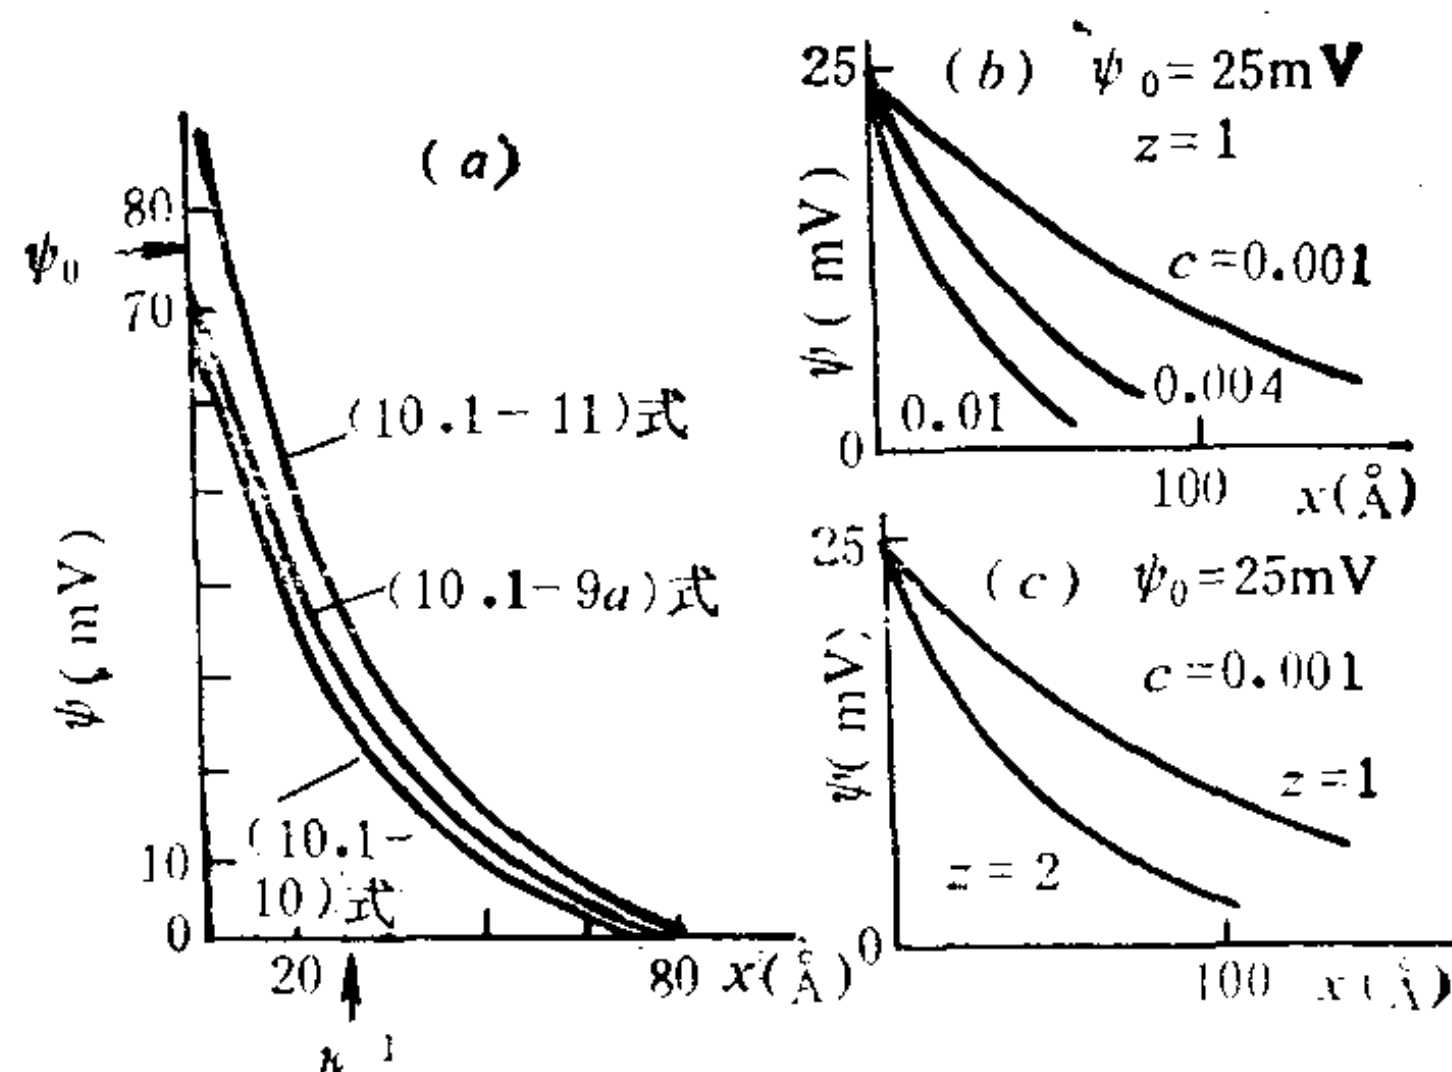 (a)
80
ψ₀
70
(10.1-11)式
(10.1-9a)式
ψ(mV)
(10.1-
10)式
10
0
20
80 x(Å)
(b) ψ₀=25mV
z=1
25
ψ(mV)
c=0.001
0.004
0.01
0
100 x(Å)
(c) ψ₀=25mV
c=0.001
25
ψ(mV)
z=1
z=2
0
100 x(Å)